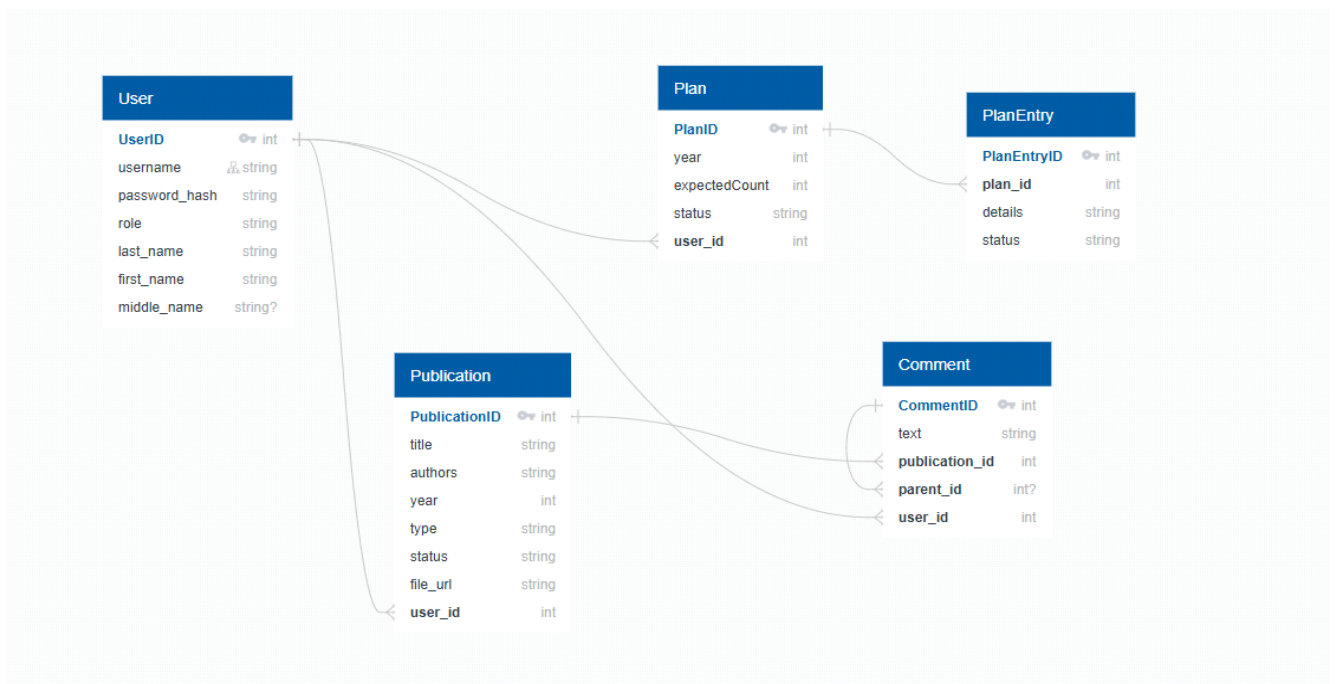 User
UserID int
username string
password_hash string
role string
last_name string
first_name string
middle_name string?
Plan
PlanID int
year int
expectedCount int
status string
user_id int
PlanEntry
PlanEntryID int
plan_id int
details string
status string
Publication
PublicationID int
title string
authors string
year int
type string
status string
file_url string
user_id int
Comment
CommentID int
text string
publication_id int
parent_id int?
user_id int